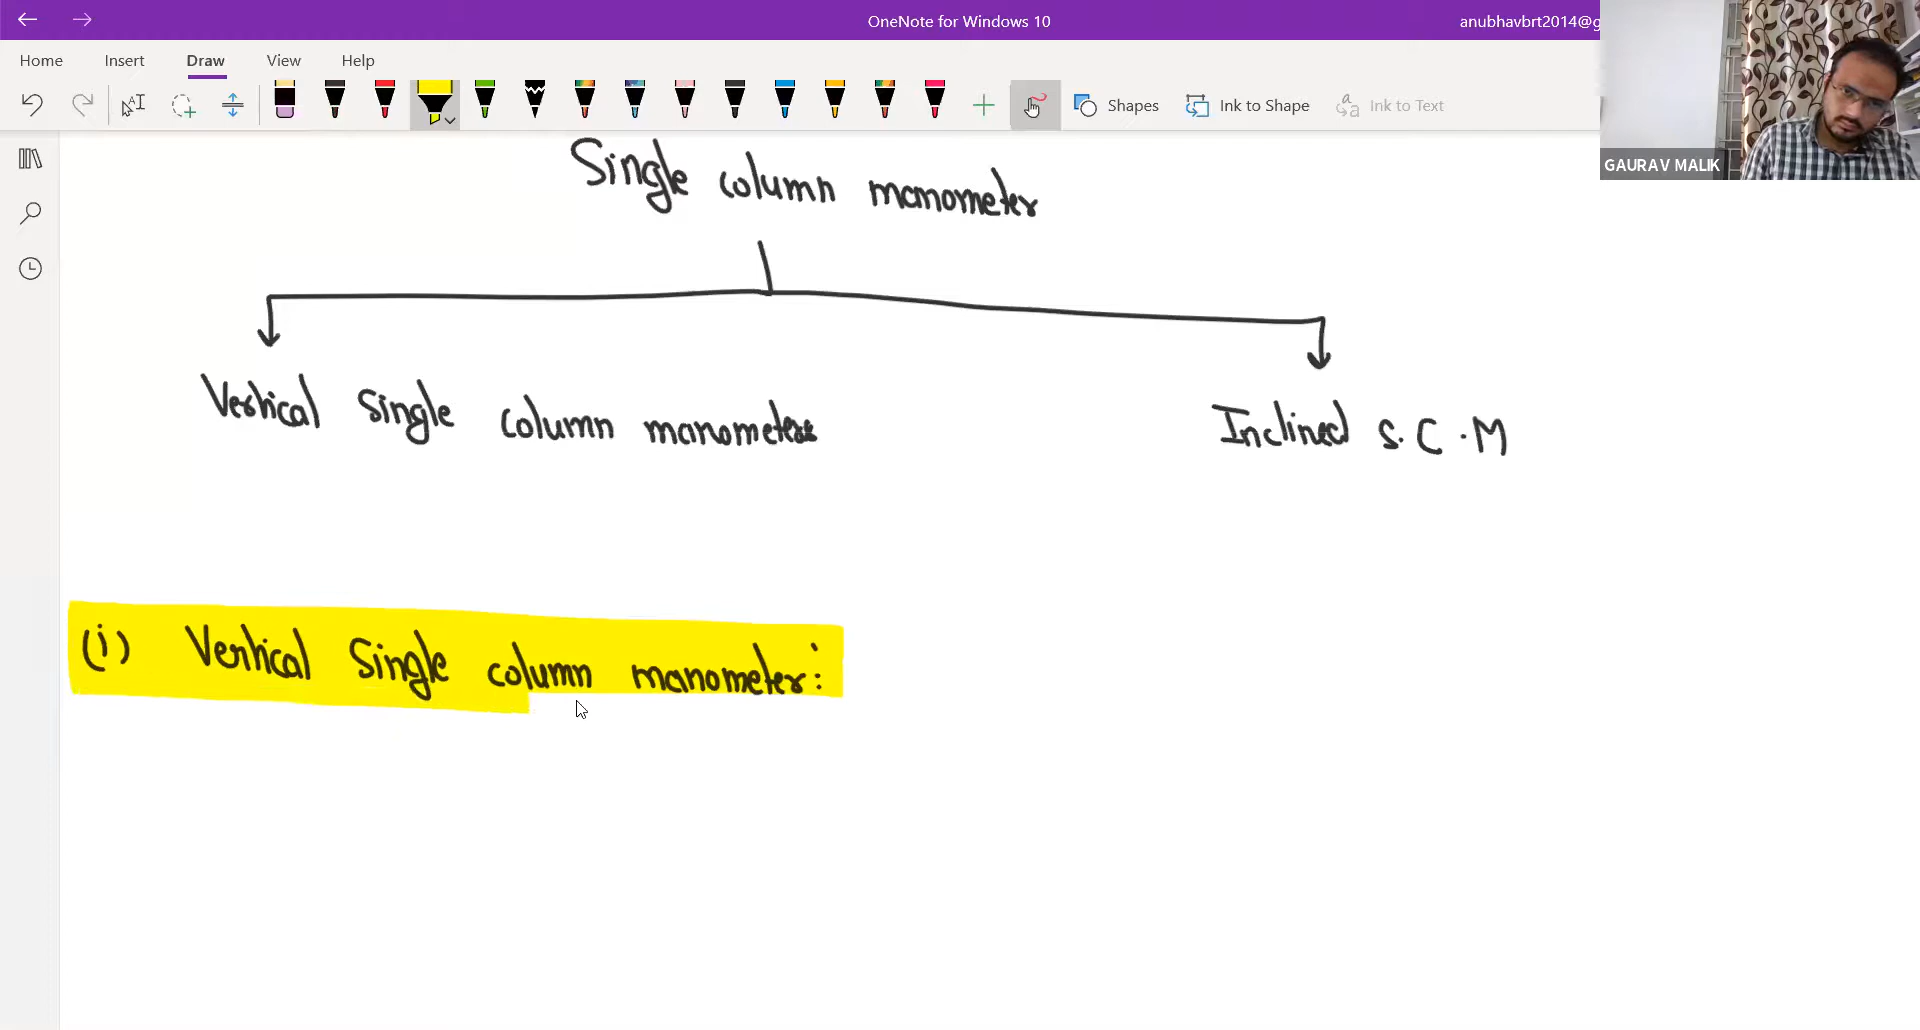 OneNote for Windows 10
anubhavbrt2014@g
Home Insert Draw View Help
Shapes Ink to Shape Ink to Text
GAURAV MALIK
Single column manometer
Vertical Single column manometer
Inclined S.C.M
(i) Vertical Single column manometer: